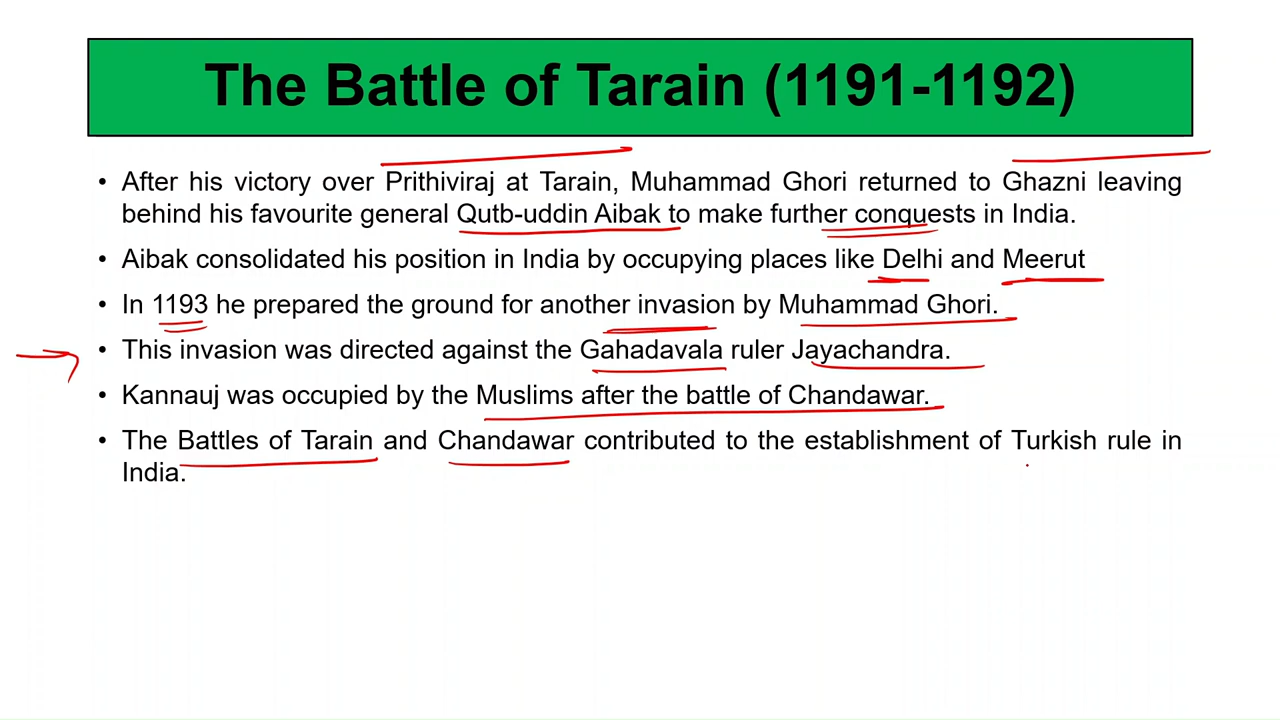 The Battle of Tarain (1191-1192)
• After his victory over Prithiviraj at Tarain, Muhammad Ghori returned to Ghazni leaving
behind his favourite general Qutb-uddin Aibak to make further conquests in India.
• Aibak consolidated his position in India by occupying places like Delhi and Meerut
• In 1193 he prepared the ground for another invasion by Muhammad Ghori.
• This invasion was directed against the Gahadavala ruler Jayachandra.
• Kannauj was occupied by the Muslims after the battle of Chandawar.
• The Battles of Tarain and Chandawar contributed to the establishment of Turkish rule in
India.